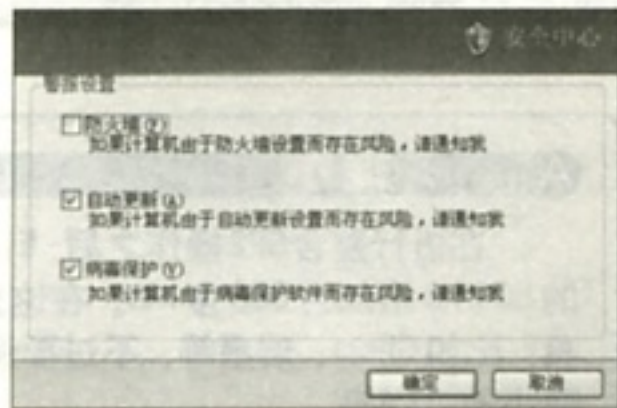 安全中心
警报设置
防火墙(F)
如果计算机由于防火墙设置而存在风险，请通知我
自动更新(A)
如果计算机由于自动更新设置而存在风险，请通知我
病毒保护(V)
如果计算机由于病毒保护软件而存在风险，请通知我
确定
取消